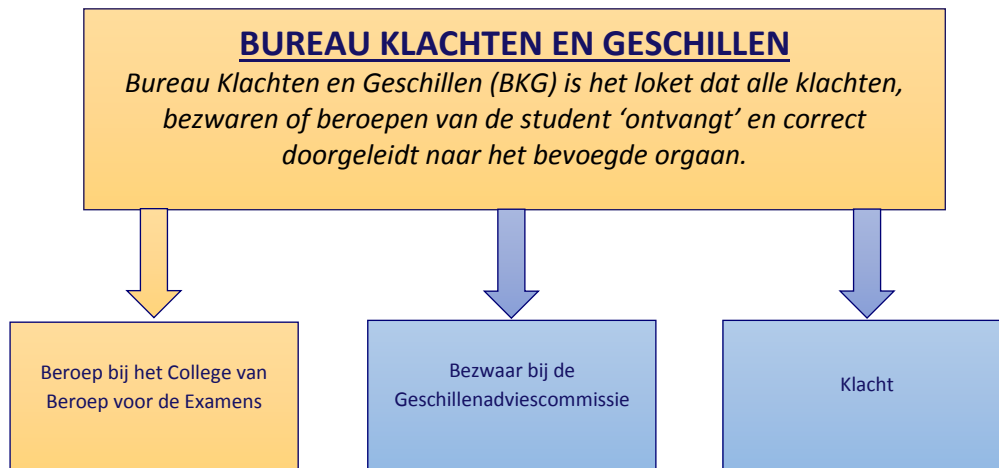 BUREAU KLACHTEN EN GESCHILLEN
Bureau Klachten en Geschillen (BKG) is het loket dat alle klachten,
bezwaren of beroepen van de student ‘ontvangt’ en correct
doorgeleidt naar het bevoegde orgaan.
Beroep bij het College van
Beroep voor de Examens
Bezwaar bij de
Geschillenadviescommissie
Klacht